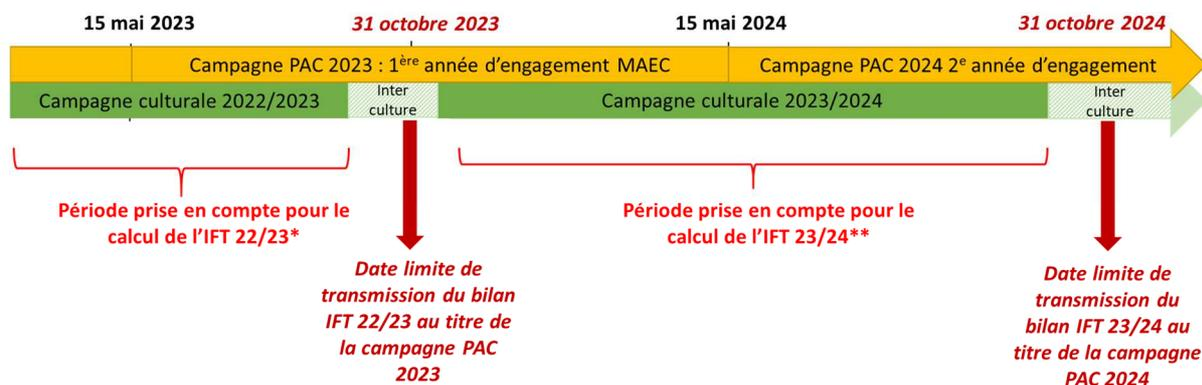 15 mai 2023
31 octobre 2023
15 mai 2024
31 octobre 2024
Campagne PAC 2023 : 1ère année d'engagement MAEC
Campagne PAC 2024 2e année d'engagement
Campagne culturale 2022/2023
Inter
culture
Campagne culturale 2023/2024
Inter
culture
Période prise en compte pour le
calcul de l'IFT 22/23*
Période prise en compte pour le
calcul de l'IFT 23/24**
Date limite de
transmission du bilan
IFT 22/23 au titre de
la campagne PAC
2023
Date limite de
transmission du
bilan IFT 23/24 au
titre de la campagne
PAC 2024